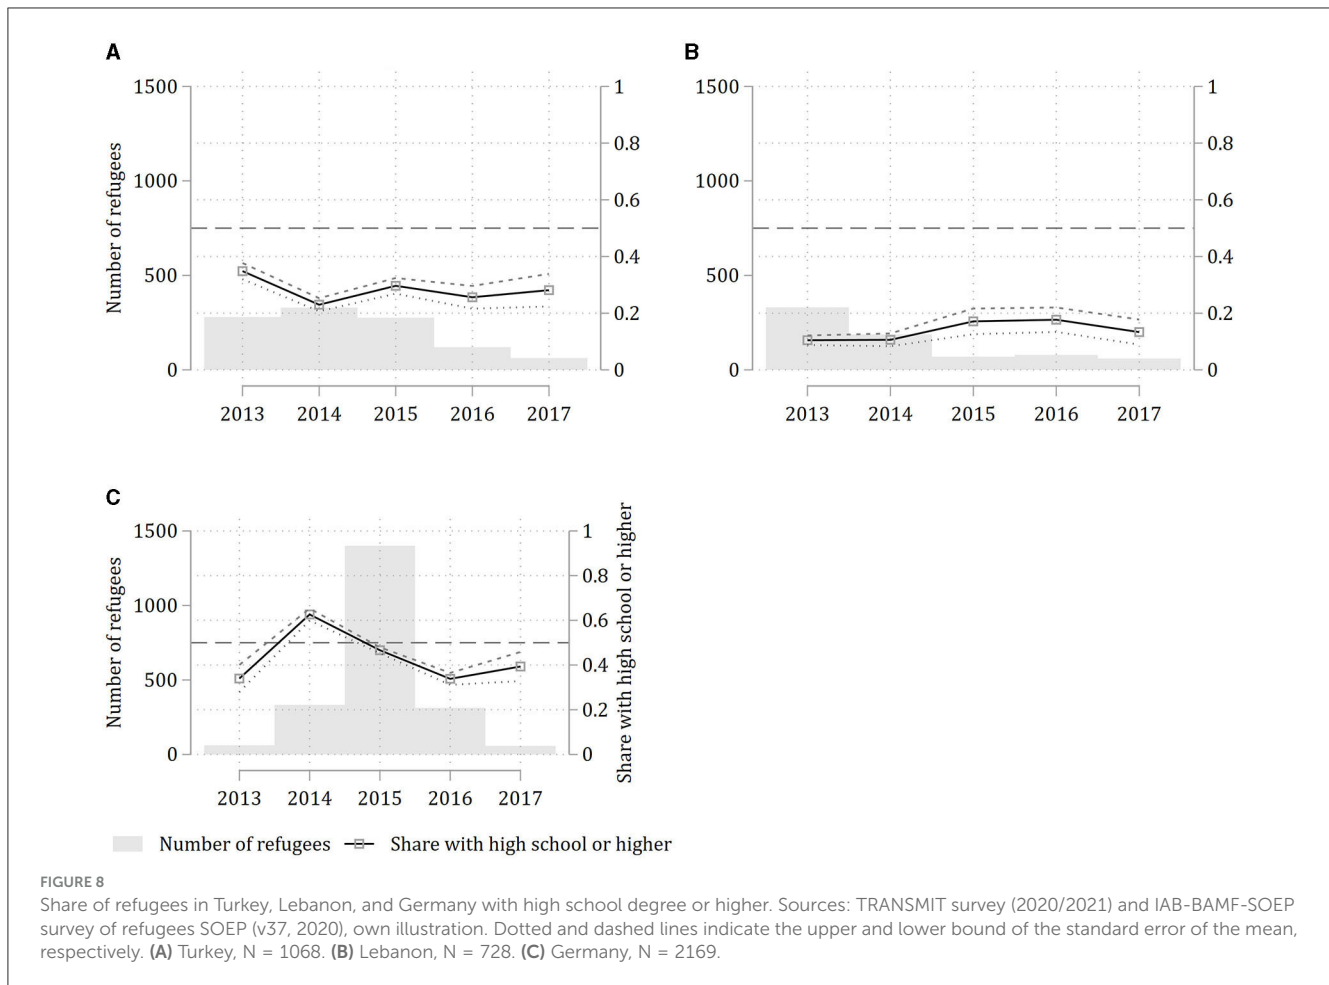 A
1500
1000
500
0
Number of refugees
1
0.8
0.6
0.4
0.2
0
2013 2014 2015 2016 2017
B
1500
1000
500
0
1
0.8
0.6
0.4
0.2
0
2013 2014 2015 2016 2017
C
1500
1000
500
0
Number of refugees
1
0.8
0.6
0.4
0.2
0
Share with high school or higher
2013 2014 2015 2016 2017
Number of refugees Share with high school or higher
FIGURE 8
Share of refugees in Turkey, Lebanon, and Germany with high school degree or higher. Sources: TRANSMIT survey (2020/2021) and IAB-BAMF-SOEP
survey of refugees SOEP (v37, 2020), own illustration. Dotted and dashed lines indicate the upper and lower bound of the standard error of the mean,
respectively. (A) Turkey, N = 1068. (B) Lebanon, N = 728. (C) Germany, N = 2169.